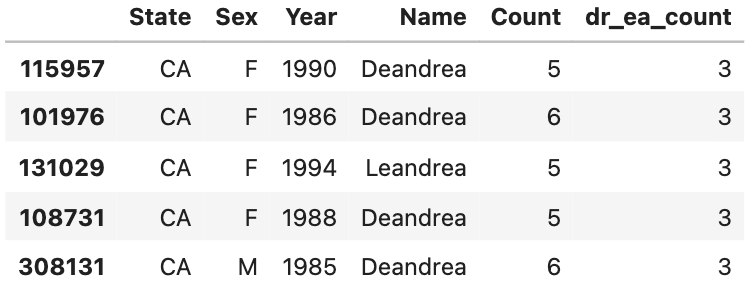 State Sex Year Name Count dr_ea_count
115957 CA F 1990 Deandrea 5 3
101976 CA F 1986 Deandrea 6 3
131029 CA F 1994 Leandrea 5 3
108731 CA F 1988 Deandrea 5 3
308131 CA M 1985 Deandrea 6 3